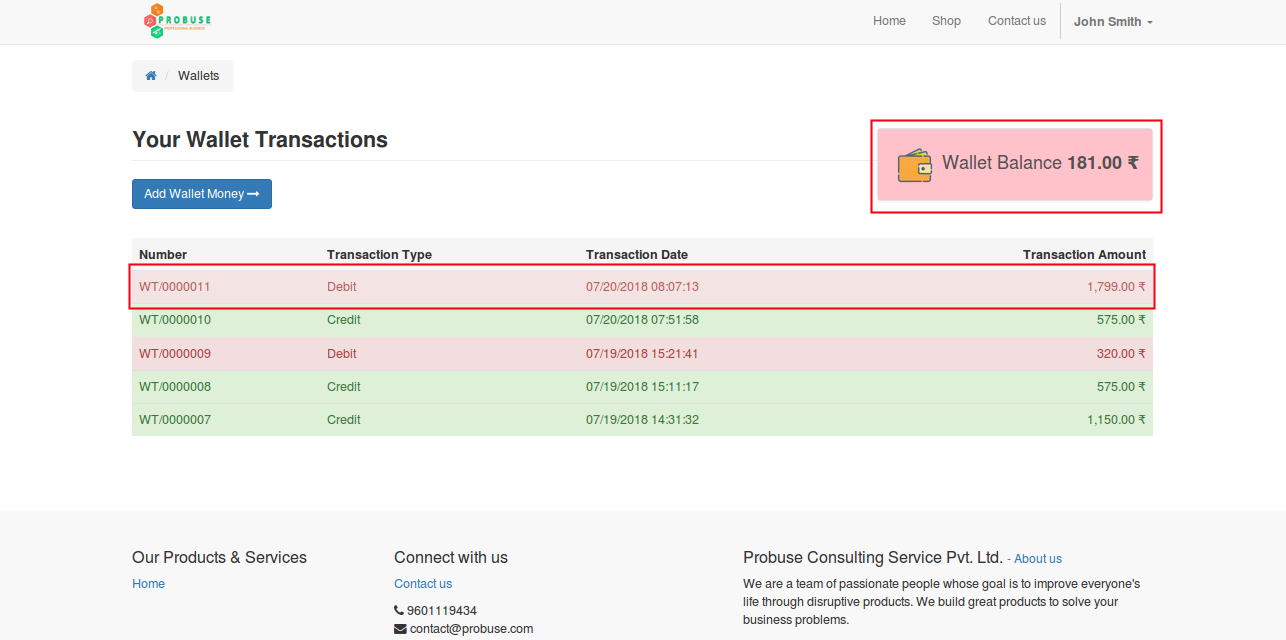 PROBUSE
PROFESSIONAL BUSINESS
Home Shop Contact us John Smith
/ Wallets
Your Wallet Transactions
Wallet Balance 181.00 ₹
Add Wallet Money
Number Transaction Type Transaction Date Transaction Amount
WT/0000011 Debit 07/20/2018 08:07:13 1,799.00 ₹
WT/0000010 Credit 07/20/2018 07:51:58 575.00 ₹
WT/0000009 Debit 07/19/2018 15:21:41 320.00 ₹
WT/0000008 Credit 07/19/2018 15:11:17 575.00 ₹
WT/0000007 Credit 07/19/2018 14:31:32 1,150.00 ₹
Our Products & Services
Home
Connect with us
Contact us
9601119434
contact@probuse.com
Probuse Consulting Service Pvt. Ltd. - About us
We are a team of passionate people whose goal is to improve everyone's
life through disruptive products. We build great products to solve your
business problems.